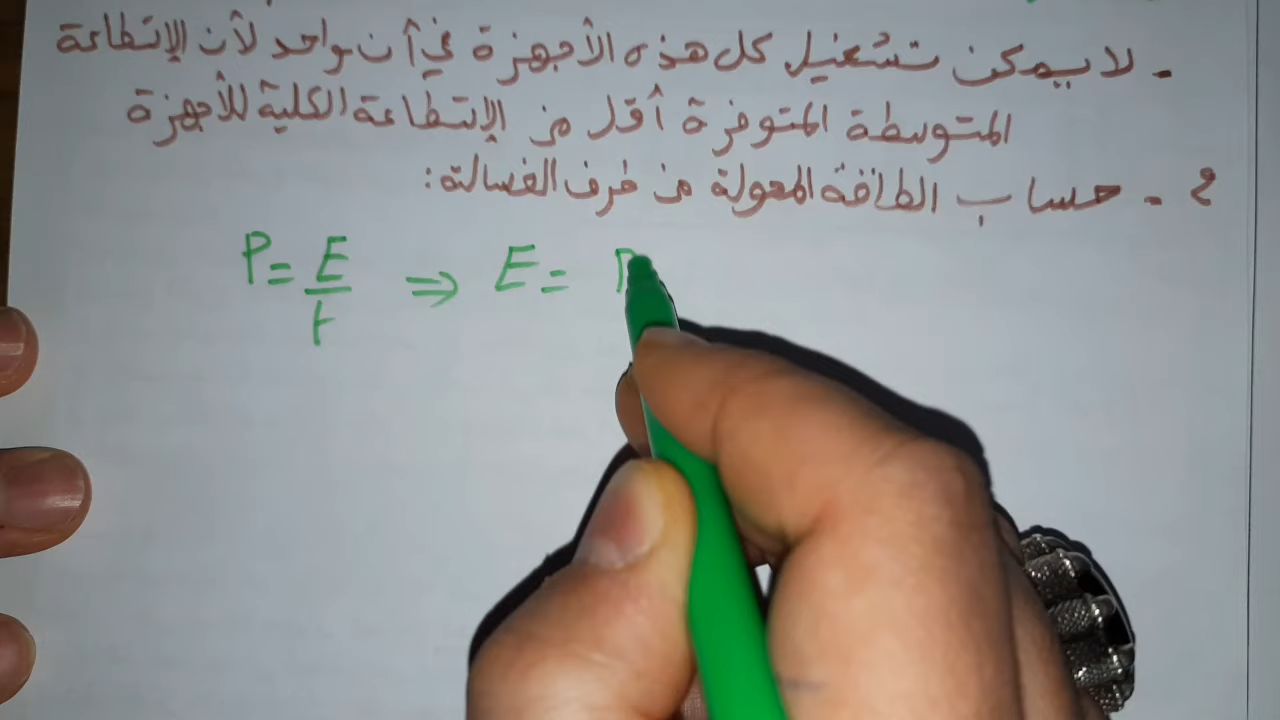 - لا يمكن تشغيل كل هذه الأجهزة في أن واحد لأن الإستطاعة
المتوسطة المتوفرة أقل من الإستطاعة الكلية للأجهزة
2 - حساب الطاقة المحولة من طرف الغسالة:
P = E/t ⇒ E = P